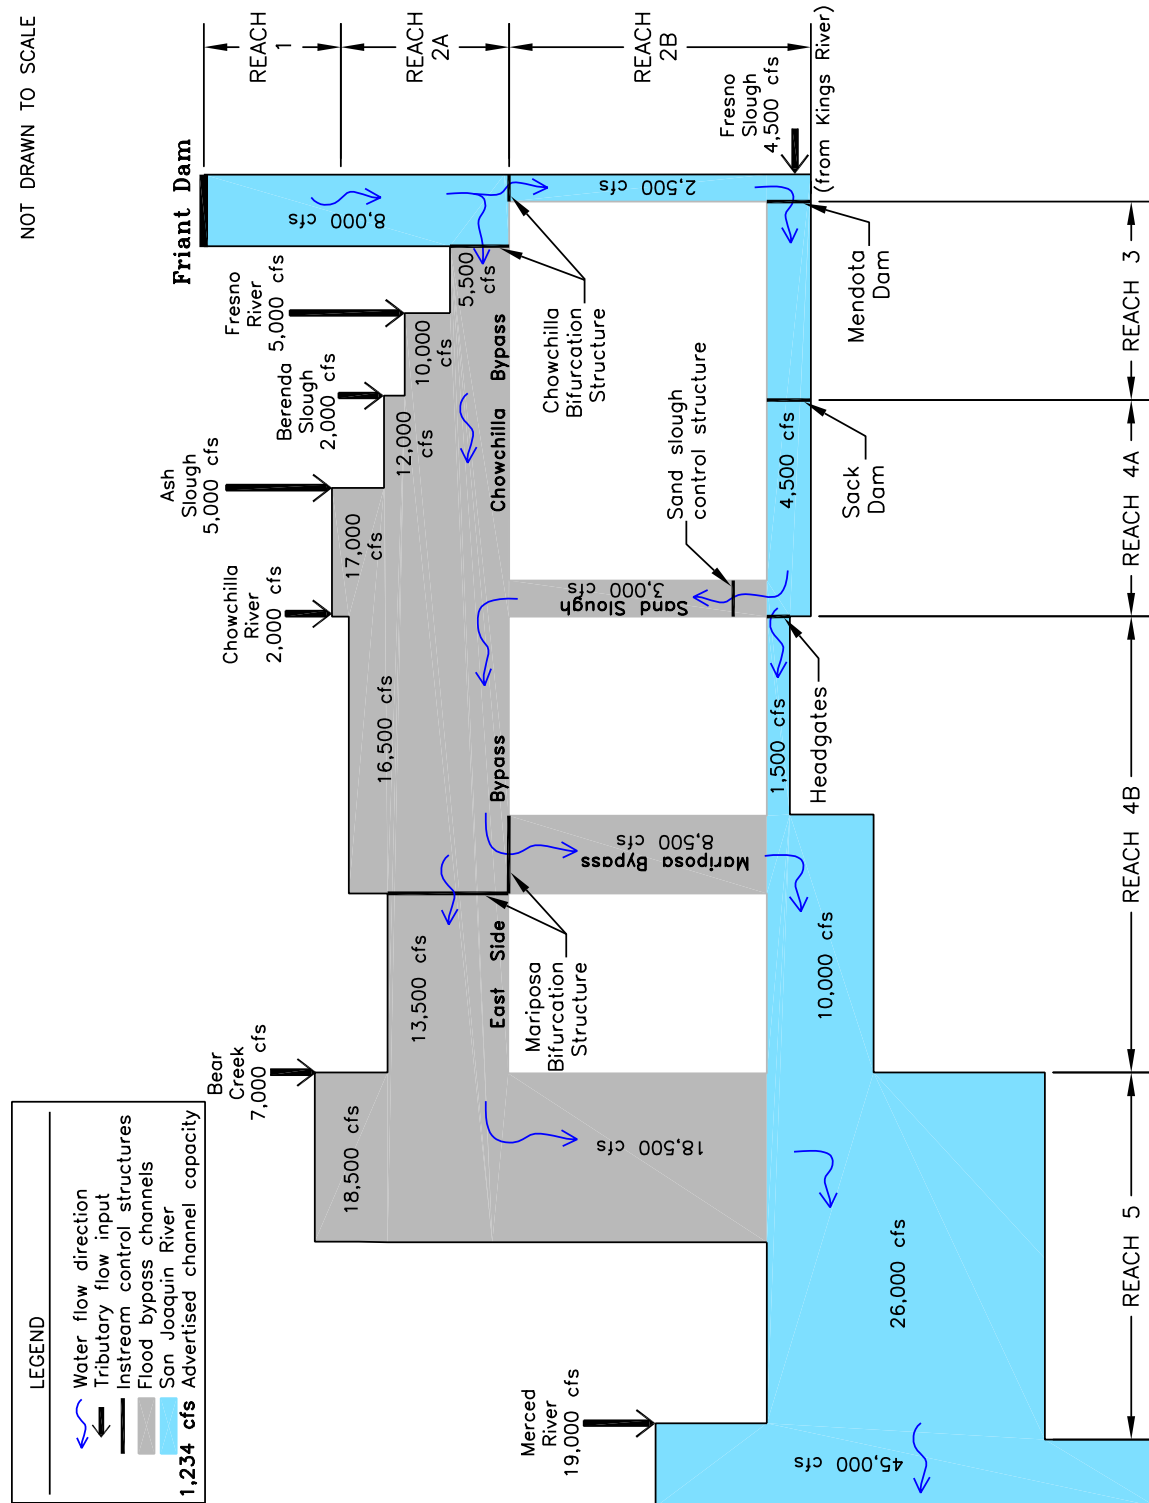 NOT DRAWN TO SCALE
REACH
1
REACH
2A
REACH
2B
Friant Dam
8,000
cfs
2,500 cfs
Fresno
Slough
4,500 cfs
(from Kings River)
Fresno
River
5,000 cfs
Berenda
Slough
2,000 cfs
Ash
Slough
5,000 cfs
Chowchilla
River
2,000 cfs
5,500
cfs
10,000
cfs
12,000
cfs
17,000
cfs
16,500 cfs
Chowchilla Bypass
Chowchilla
Bifurcation
Structure
Sand slough
control structure
Sand Slough
3,000 cfs
Mendota
Dam
Sack
Dam
4,500 cfs
Headgates
1,500 cfs
East Side Bypass
Mariposa Bypass
8,500 cfs
Mariposa
Bifurcation
Structure
13,500 cfs
10,000 cfs
Bear
Creek
7,000 cfs
18,500 cfs
18,500 cfs
26,000 cfs
Merced
River
19,000 cfs
45,000 cfs
REACH 3
REACH 4A
REACH 4B
REACH 5
LEGEND
Water flow direction
Tributary flow input
Instream control structures
Flood bypass channels
San Joaquin River
1,234 cfs Advertised channel capacity